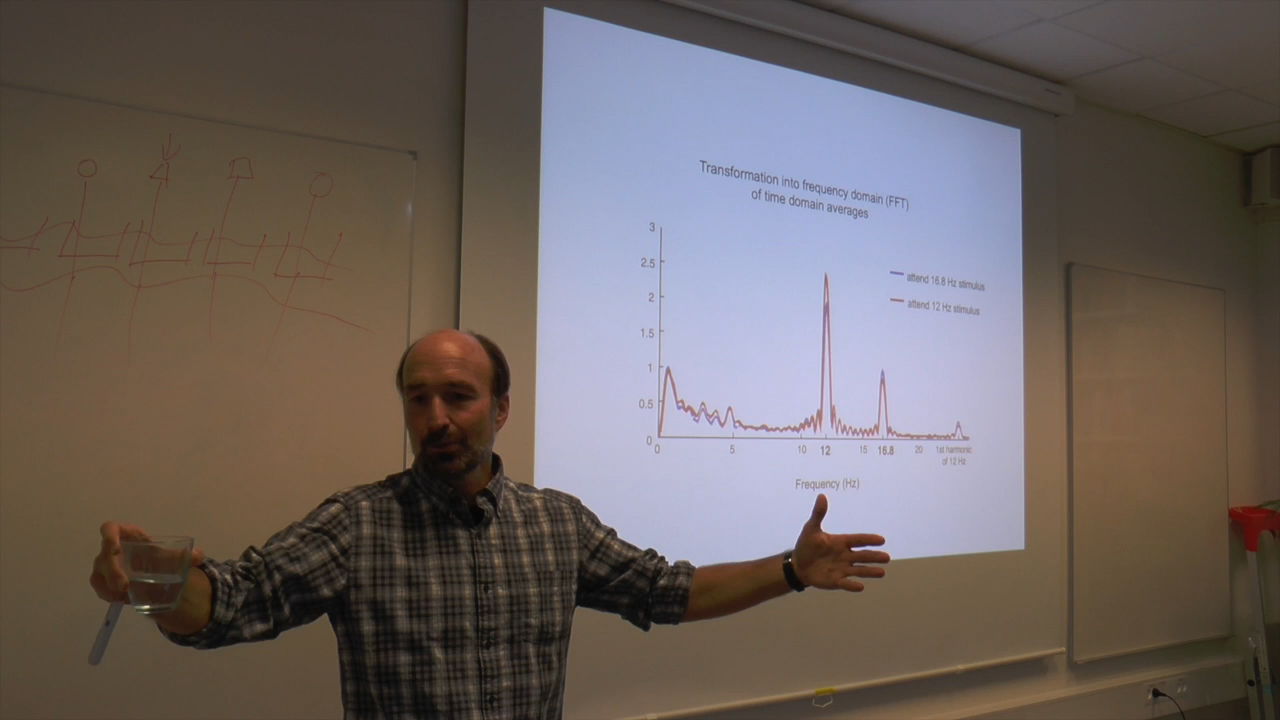 Transformation into frequency domain (FFT)
of time domain averages
3
2.5
2
1.5
1
0.5
0
attend 16.8 Hz stimulus
attend 12 Hz stimulus
0 5 10 12 15 16.8 20 1st harmonic
of 12 Hz
Frequency (Hz)